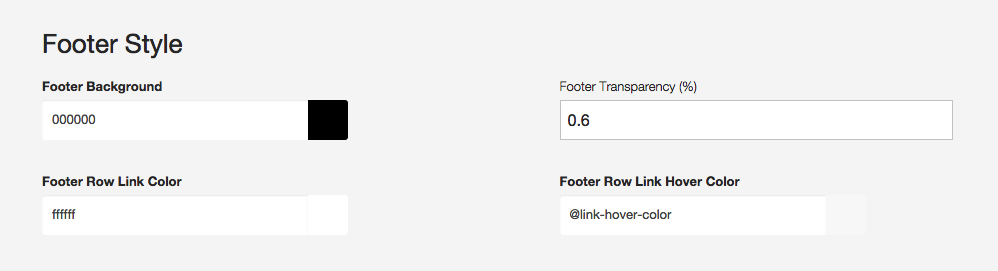 Footer Style
Footer Background
Footer Transparency (%)
000000
0.6
Footer Row Link Color
Footer Row Link Hover Color
ffffff
@link-hover-color